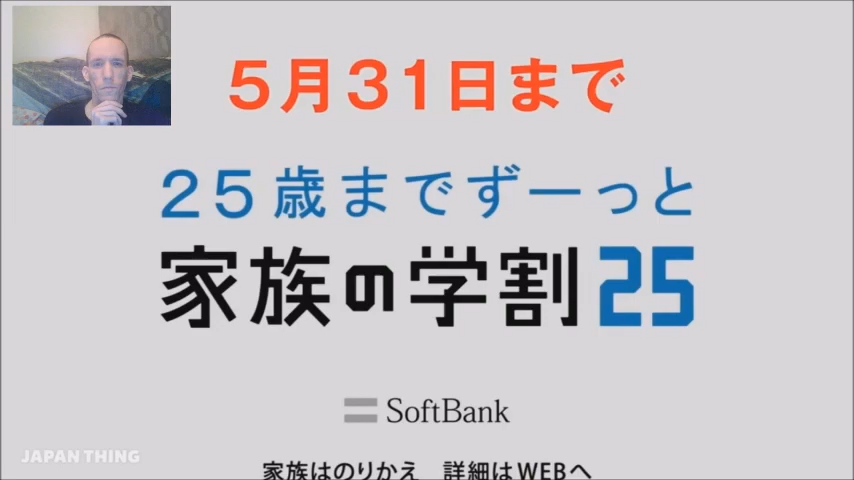 5月31日まで
25歳までずーっと
家族の学割25
SoftBank
家族はのりかえ 詳細はWEBへ
JAPAN THING